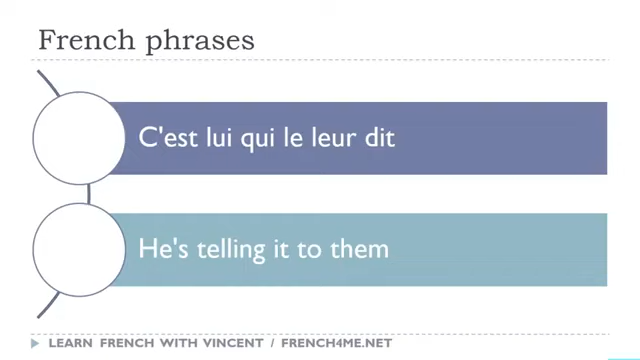 French phrases
C'est lui qui le leur dit
He's telling it to them
LEARN FRENCH WITH VINCENT / FRENCH4ME.NET